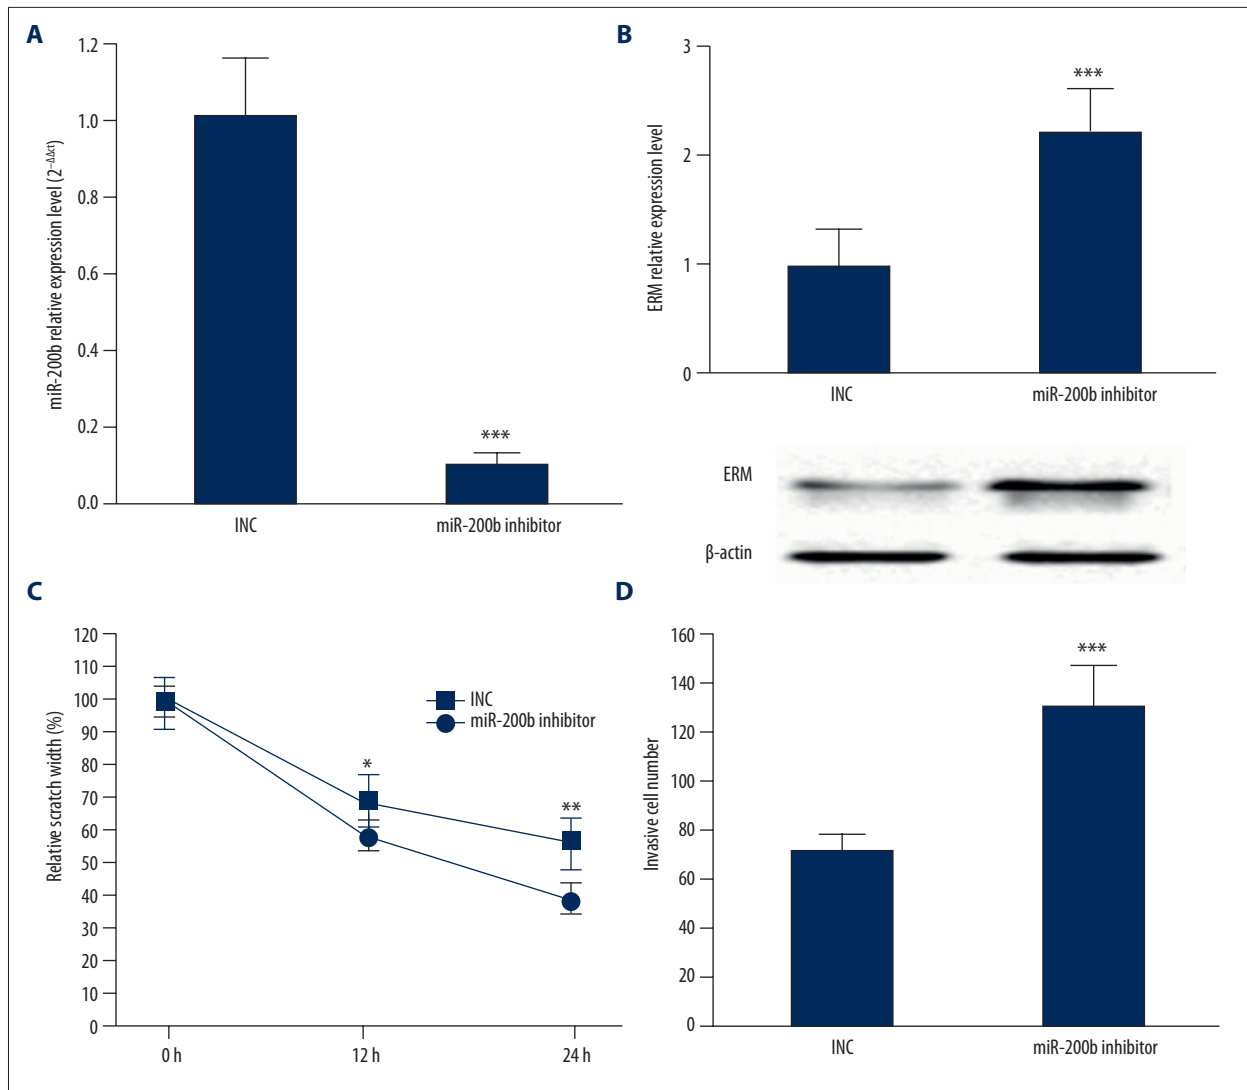 A
miR-200b relative expression level (2⁻ΔΔct)
1.2
1.0
0.8
0.6
0.4
0.2
0.0
***
INC
miR-200b inhibitor
B
ERM relative expression level
3
2
1
0
***
INC
miR-200b inhibitor
ERM
β-actin
C
Relative scratch width (%)
120
110
100
90
80
70
60
50
40
30
20
10
0
INC
miR-200b inhibitor
*
**
0 h
12 h
24 h
D
Invasive cell number
160
140
120
160
80
60
40
20
0
***
INC
miR-200b inhibitor